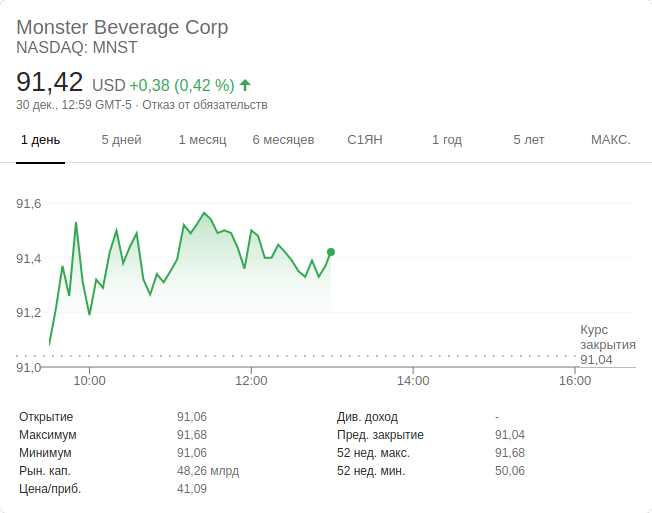 Monster Beverage Corp
NASDAQ: MNST
91,42 USD +0,38 (0,42 %)
30 дек., 12:59 GMT-5 · Отказ от обязательств
1 день 5 дней 1 месяц 6 месяцев С1ЯН 1 год 5 лет МАКС.
91,6
91,4
91,2
Курс
закрытия
91,04
91,0
10:00 12:00 14:00 16:00
Открытие 91,06 Див. доход -
Максимум 91,68 Пред. закрытие 91,04
Минимум 91,06 52 нед. макс. 91,68
Рын. кап. 48,26 млрд 52 нед. мин. 50,06
Цена/приб. 41,09